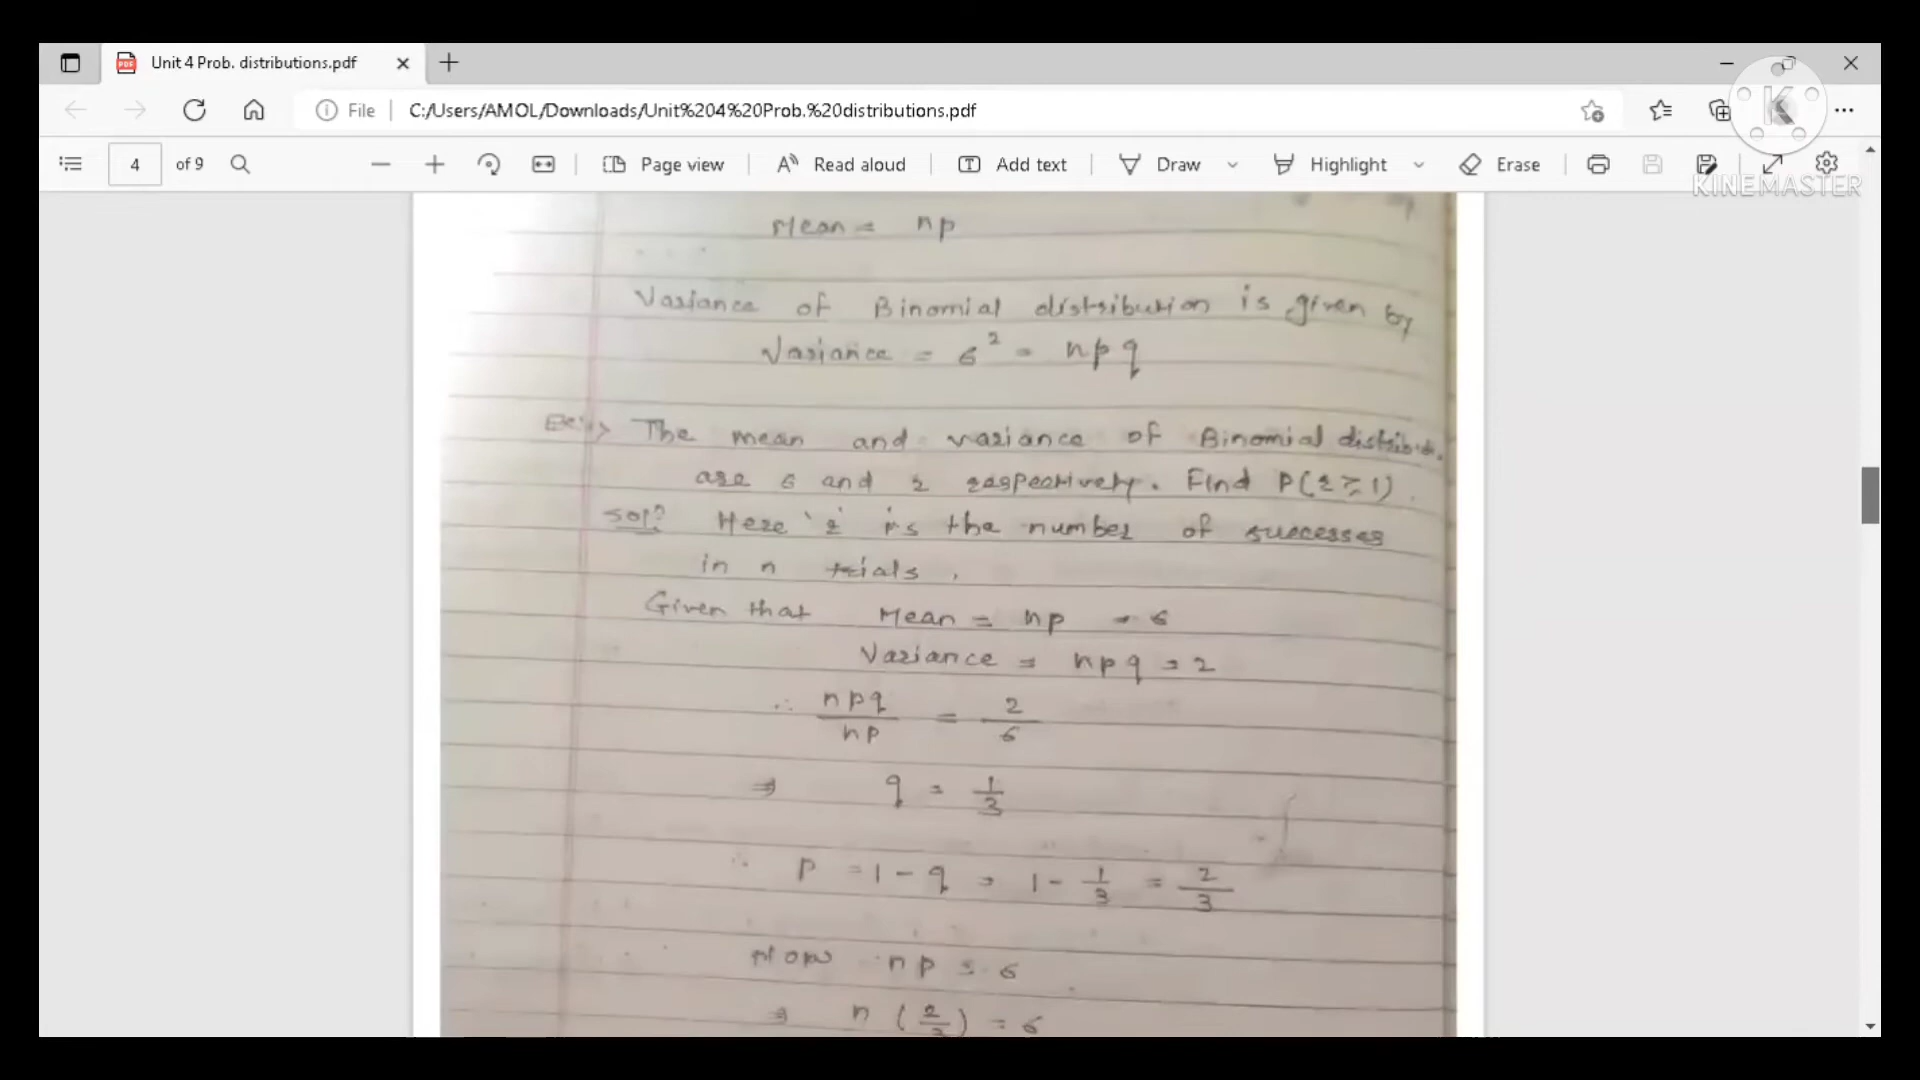 Unit 4 Prob. distributions.pdf
File
C:/Users/AMOL/Downloads/Unit%204%20Prob.%20distributions.pdf
4 of 9
Page view
Read aloud
Add text
Draw
Highlight
Erase
KINEMASTER
Mean = np
Variance of Binomial distribution is given by
Variance = σ² = npq
The mean and variance of Binomial distribut.
are 6 and 2 respectively. Find P(r ≥ 1).
Solⁿ Here 'r' is the number of successes
in n trials.
Given that Mean = np = 6
Variance = npq = 2
∴ npq/np = 2/6
⇒ q = 1/3
∴ p = 1 - q = 1 - 1/3 = 2/3
Now np = 6
⇒ n (2/3) = 6